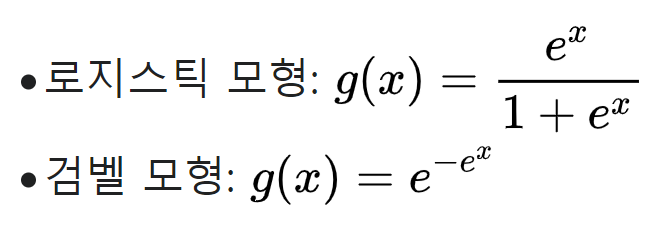 • 로지스틱 모형: g(x) = e^x / (1 + e^x)
• 검벨 모형: g(x) = e^{-e^x}